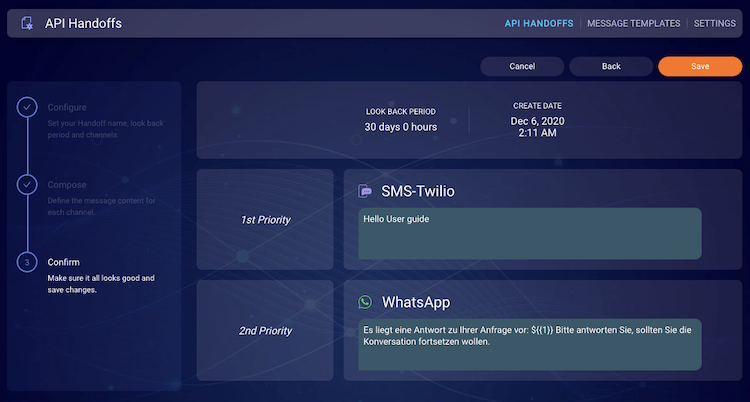 API Handoffs
API HANDOFFS
MESSAGE TEMPLATES
SETTINGS
Cancel
Back
Save
Configure
Set your Handoff name, look back
period and channels.
Compose
Define the message content for
each channel.
3
Confirm
Make sure it all looks good and
save changes.
LOOK BACK PERIOD
30 days 0 hours
CREATE DATE
Dec 6, 2020
2:11 AM
1st Priority
SMS-Twilio
Hello User guide
2nd Priority
WhatsApp
Es liegt eine Antwort zu Ihrer Anfrage vor: ${{1}} Bitte antworten Sie, sollten Sie die
Konversation fortsetzen wollen.